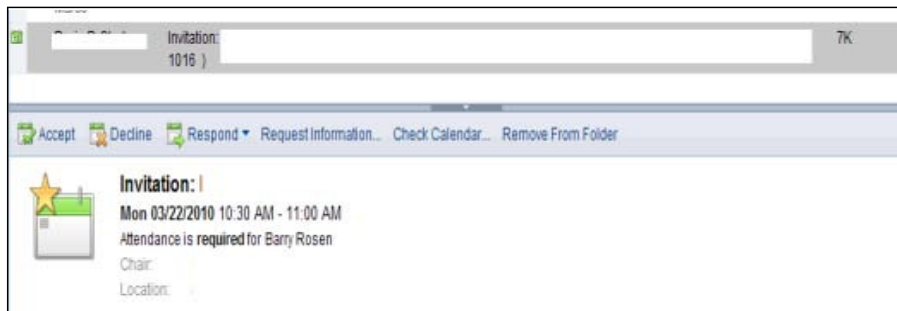 Invitation: 7K
1016 )
Accept Decline Respond Request Information... Check Calendar... Remove From Folder
Invitation: I
Mon 03/22/2010 10:30 AM - 11:00 AM
Attendance is required for Barry Rosen
Chair:
Location: